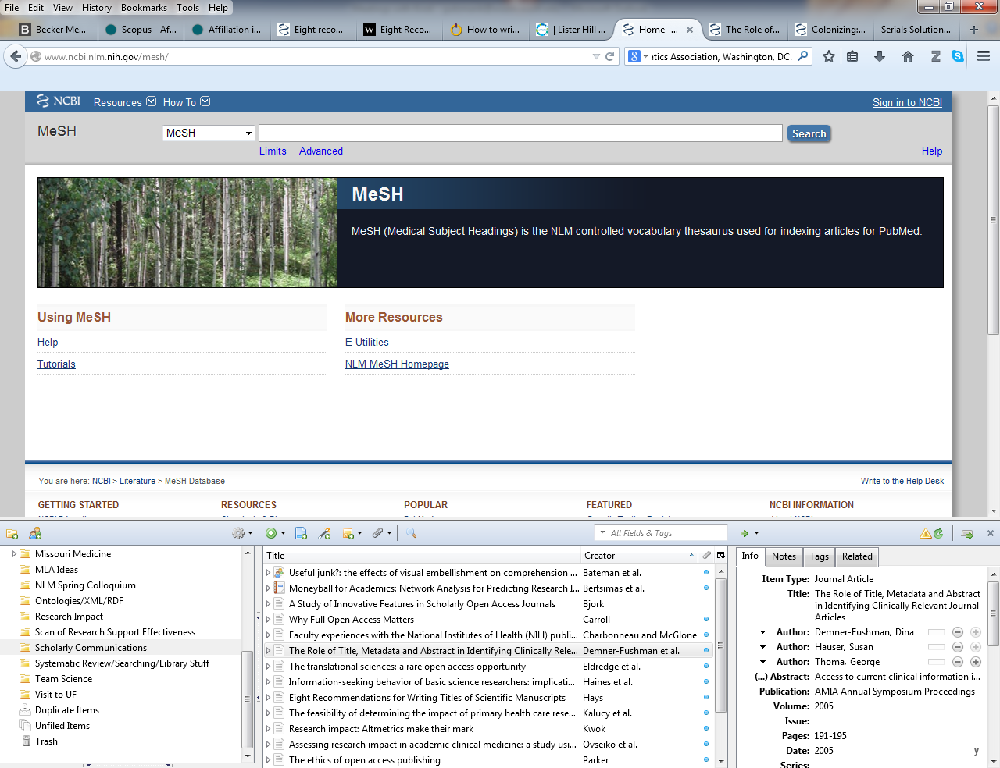 File Edit View History Bookmarks Tools Help
Becker Me... Scopus - Af... Affiliation i... Eight reco... Eight Reco... How to wri... | Lister Hill ... Home - ... The Role of... Colonizing:... Serials Solution...
www.ncbi.nlm.nih.gov/mesh/ itics Association, Washington, DC.
NCBI Resources How To Sign in to NCBI
MeSH MeSH Search
Limits Advanced Help
MeSH
MeSH (Medical Subject Headings) is the NLM controlled vocabulary thesaurus used for indexing articles for PubMed.
Using MeSH
Help
Tutorials
More Resources
E-Utilities
NLM MeSH Homepage
You are here: NCBI > Literature > MeSH Database Write to the Help Desk
GETTING STARTED RESOURCES POPULAR FEATURED NCBI INFORMATION
All Fields & Tags
Missouri Medicine
MLA Ideas
NLM Spring Colloquium
Ontologies/XML/RDF
Research Impact
Scan of Research Support Effectiveness
Scholarly Communications
Systematic Review/Searching/Library Stuff
Team Science
Visit to UF
Duplicate Items
Unfiled Items
Trash
Title Creator
Useful junk?: the effects of visual embellishment on comprehension ... Bateman et al.
Moneyball for Academics: Network Analysis for Predicting Research I... Bertsimas et al.
A Study of Innovative Features in Scholarly Open Access Journals Bjork
Why Full Open Access Matters Carroll
Faculty experiences with the National Institutes of Health (NIH) publi... Charbonneau and McGlone
The Role of Title, Metadata and Abstract in Identifying Clinically Rele... Demner-Fushman et al.
The translational sciences: a rare open access opportunity Eldredge et al.
Information-seeking behavior of basic science researchers: implicati... Haines et al.
Eight Recommendations for Writing Titles of Scientific Manuscripts Hays
The feasibility of determining the impact of primary health care rese... Kalucy et al.
Research impact: Altmetrics make their mark Kwok
Assessing research impact in academic clinical medicine: a study usi... Ovseiko et al.
The ethics of open access publishing Parker
Info Notes Tags Related
Item Type: Journal Article
Title: The Role of Title, Metadata and Abstract
in Identifying Clinically Relevant Journal
Articles
Author: Demner-Fushman, Dina
Author: Hauser, Susan
Author: Thoma, George
(...) Abstract: Access to current clinical information i...
Publication: AMIA Annual Symposium Proceedings
Volume: 2005
Issue:
Pages: 191-195
Date: 2005 y
Series: